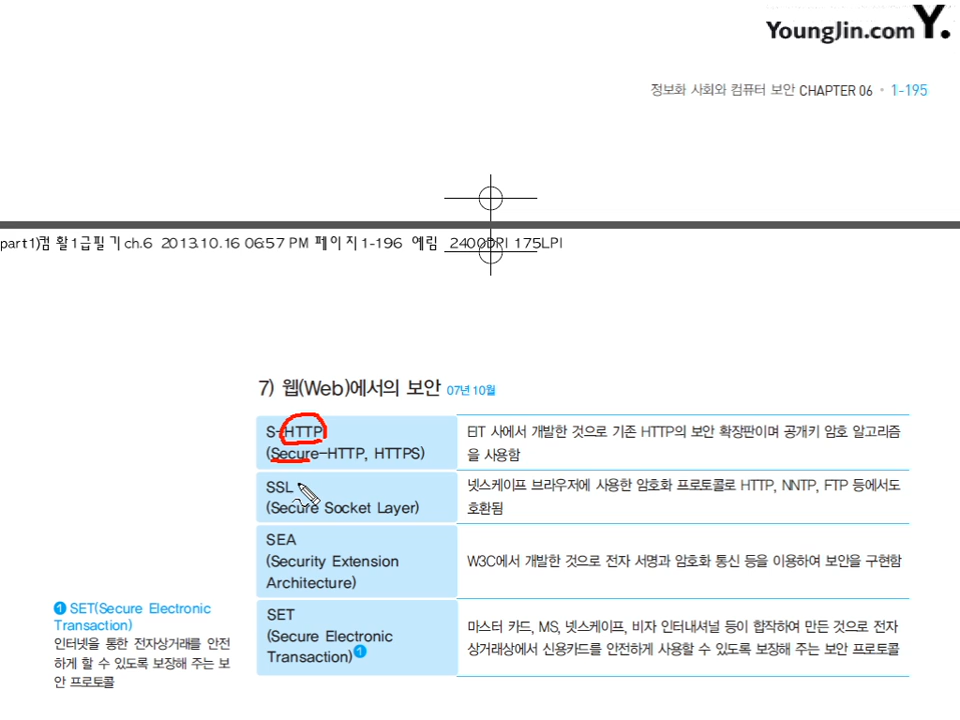 YoungJin.com Y.
정보화 사회와 컴퓨터 보안 CHAPTER 06 • 1-195
part1)컴활1급필기ch.6 2013.10.16 06:57 PM 페이지1-196 예림 2400DPI 175LPI
7) 웹(Web)에서의 보안 07년 10월
S-HTTP
(Secure-HTTP, HTTPS)
EIT 사에서 개발한 것으로 기존 HTTP의 보안 확장판이며 공개키 암호 알고리즘
을 사용함
SSL
(Secure Socket Layer)
넷스케이프 브라우저에 사용한 암호화 프로토콜로 HTTP, NNTP, FTP 등에서도
호환됨
SEA
(Security Extension
Architecture)
W3C에서 개발한 것으로 전자 서명과 암호화 통신 등을 이용하여 보안을 구현함
SET
(Secure Electronic
Transaction)1
마스터 카드, MS, 넷스케이프, 비자 인터내셔널 등이 합작하여 만든 것으로 전자
상거래상에서 신용카드를 안전하게 사용할 수 있도록 보장해 주는 보안 프로토콜
1 SET(Secure Electronic
Transaction)
인터넷을 통한 전자상거래를 안전
하게 할 수 있도록 보장해 주는 보
안 프로토콜